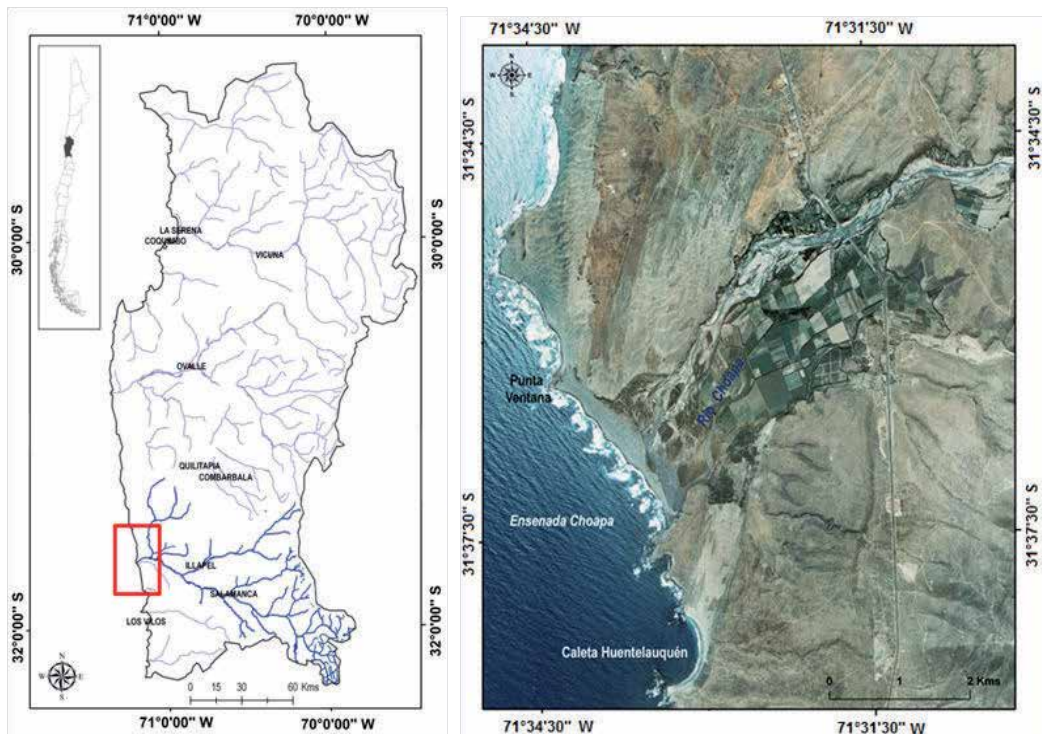 71°0'00" W
70°0'00" W
30°0'00" S
30°0'00" S
32°0'00" S
32°0'00" S
LA SERENA
COQUIMBO
VICUNA
OVALLE
QUILITAPIA
COMBARBALA
ILLAPEL
SALAMANCA
LOS VILOS
N
W
E
S
0 15 30 60 Kms
71°0'00" W
70°0'00" W
71°34'30" W
71°31'30" W
N
W
E
S
31°34'30" S
31°34'30" S
Punta
Ventana
Río Choapa
31°37'30" S
31°37'30" S
Ensenada Choapa
Caleta Huentelauquén
0 1 2 Kms
71°34'30" W
71°31'30" W